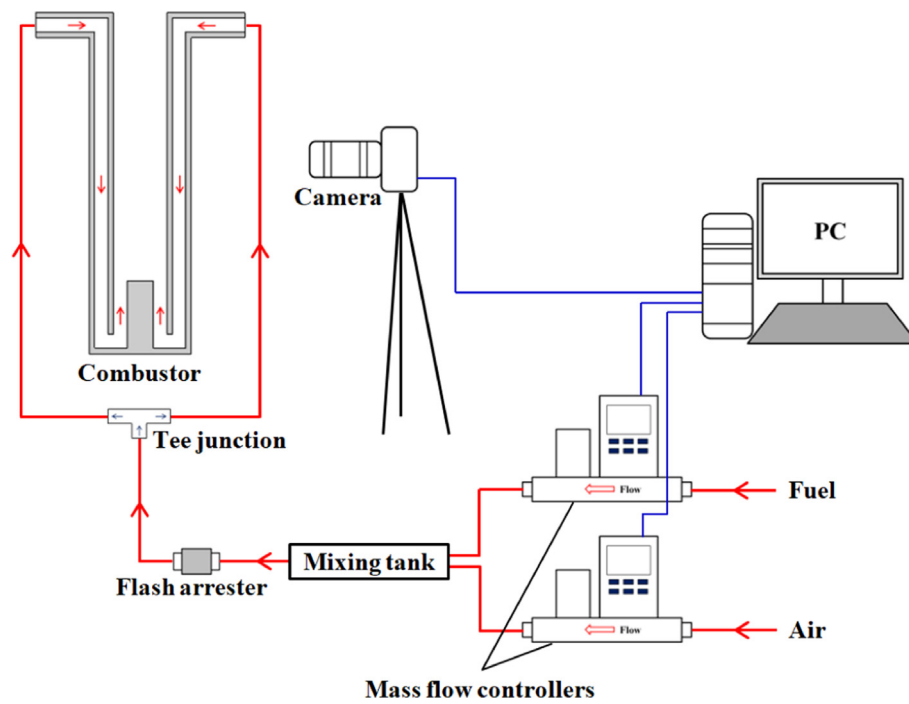 Camera
PC
Combustor
Tee junction
Flow
Fuel
Mixing tank
Flash arrester
Flow
Air
Mass flow controllers